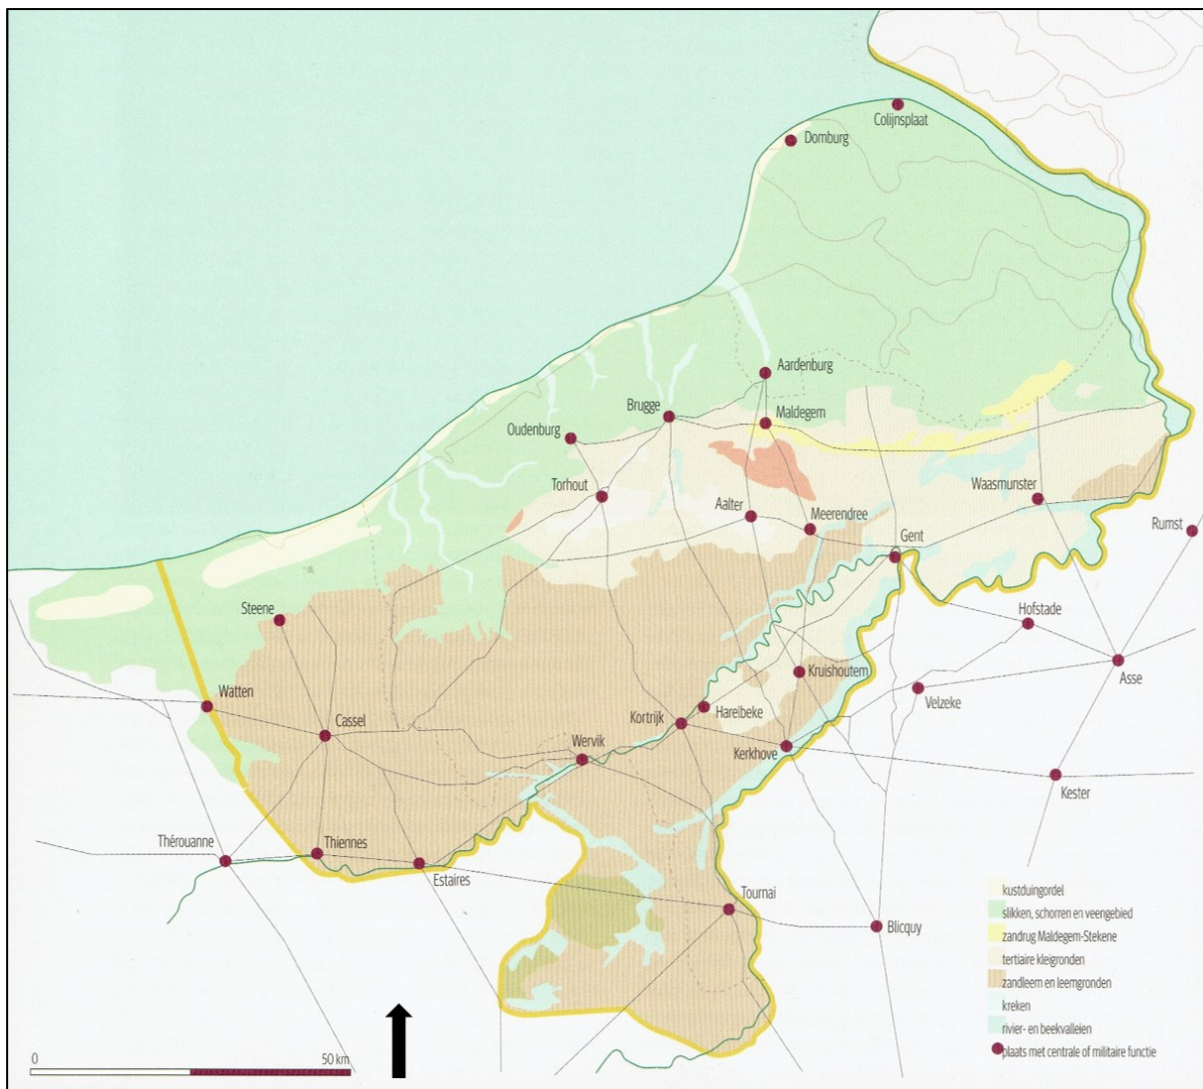 Colijnsplaat
Domburg
Aardenburg
Brugge
Maldegem
Oudenburg
Torhout
Waasmunster
Aalter
Meerendree
Rumst
Gent
Steene
Hofstade
Asse
Kruishoutem
Velzeke
Watten
Harelbeke
Cassel
Kortrijk
Wervik
Kerkhove
Kester
Thérouanne
Thiennes
Estaires
Tournai
Blicquy
kustduingordel
slikken, schorren en veengebied
zandrug Maldegem-Stekene
tertiaire kleigronden
zandleem en leemgronden
kreken
rivier- en beekvalleien
plaats met centrale of militaire functie
0
50 km